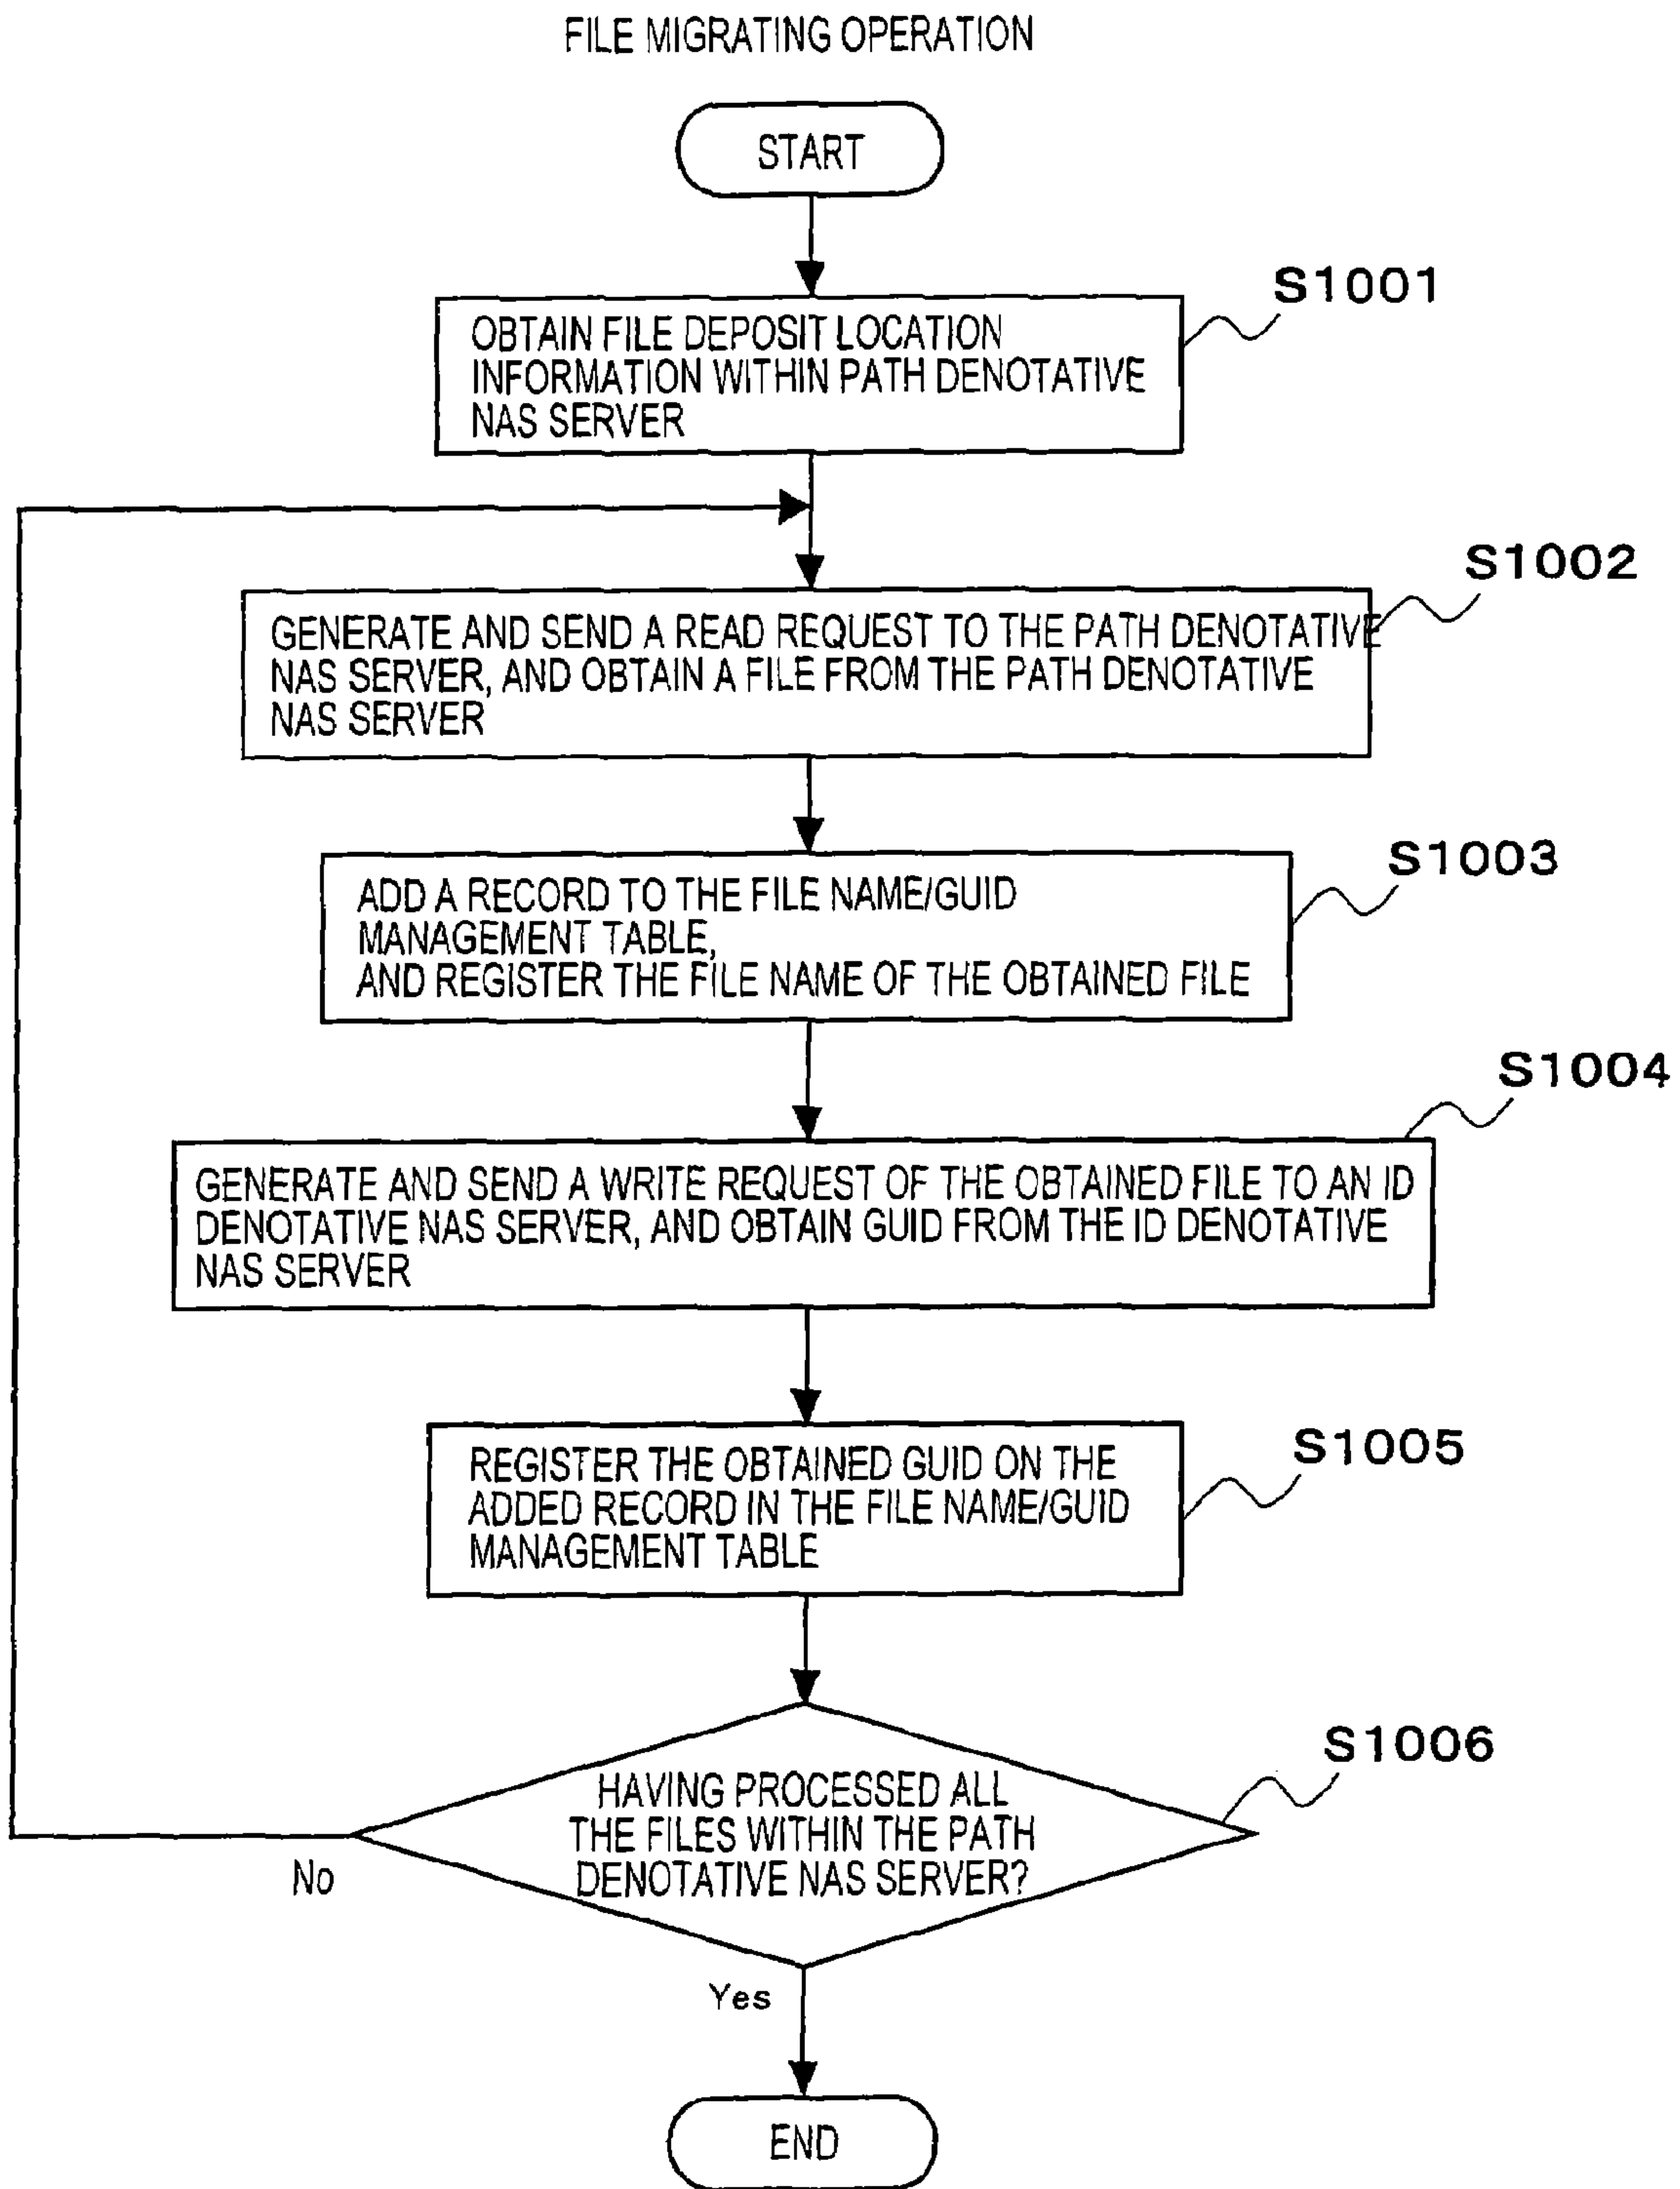 FILE MIGRATING OPERATION
START
S1001
OBTAIN FILE DEPOSIT LOCATION
INFORMATION WITHIN PATH DENOTATIVE
NAS SERVER
S1002
GENERATE AND SEND A READ REQUEST TO THE PATH DENOTATIVE
NAS SERVER, AND OBTAIN A FILE FROM THE PATH DENOTATIVE
NAS SERVER
S1003
ADD A RECORD TO THE FILE NAME/GUID
MANAGEMENT TABLE,
AND REGISTER THE FILE NAME OF THE OBTAINED FILE
S1004
GENERATE AND SEND A WRITE REQUEST OF THE OBTAINED FILE TO AN ID
DENOTATIVE NAS SERVER, AND OBTAIN GUID FROM THE ID DENOTATIVE
NAS SERVER
S1005
REGISTER THE OBTAINED GUID ON THE
ADDED RECORD IN THE FILE NAME/GUID
MANAGEMENT TABLE
S1006
HAVING PROCESSED ALL
THE FILES WITHIN THE PATH
DENOTATIVE NAS SERVER?
No
Yes
END